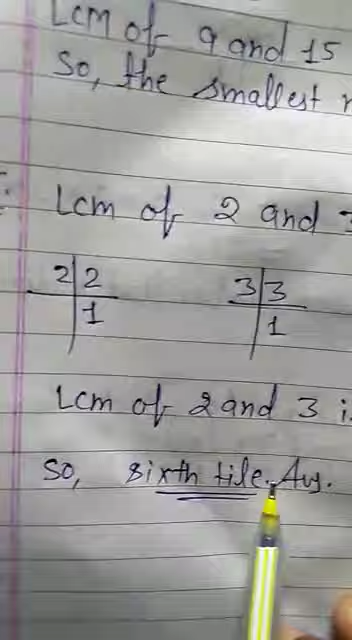 Lcm of 9 and 15
So, the smallest
Lcm of 2 and
2 2 3 3
1 1
Lcm of 2 and 3 i
So, sixth tile. Ans.